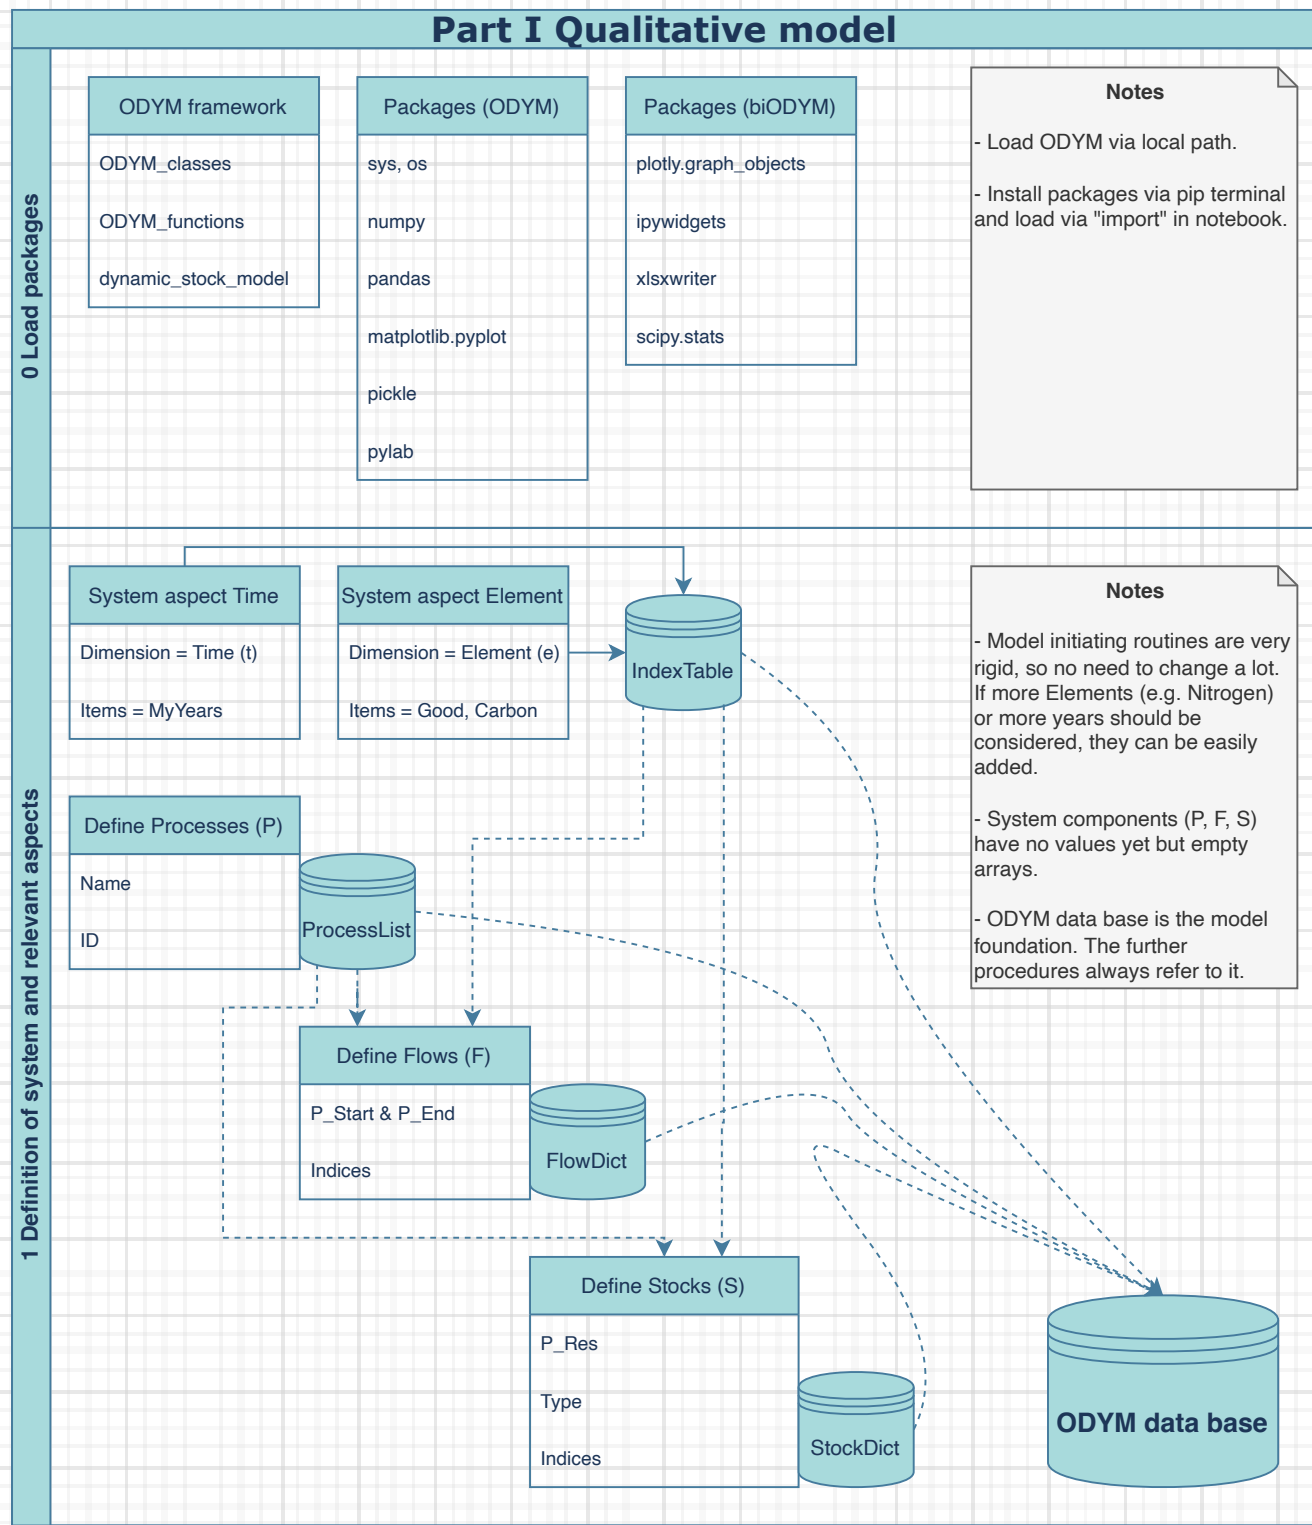 Part I Qualitative model
0 Load packages
ODYM framework
ODYM_classes
ODYM_functions
dynamic_stock_model
Packages (ODYM)
sys, os
numpy
pandas
matplotlib.pyplot
pickle
pylab
Packages (biODYM)
plotly.graph_objects
ipywidgets
xlsxwriter
scipy.stats
Notes
- Load ODYM via local path.
- Install packages via pip terminal
and load via "import" in notebook.
1 Definition of system and relevant aspects
System aspect Time
Dimension = Time (t)
Items = MyYears
System aspect Element
Dimension = Element (e)
Items = Good, Carbon
IndexTable
Define Processes (P)
Name
ID
ProcessList
Define Flows (F)
P_Start & P_End
Indices
FlowDict
Define Stocks (S)
P_Res
Type
Indices
StockDict
ODYM data base
Notes
- Model initiating routines are very
rigid, so no need to change a lot.
If more Elements (e.g. Nitrogen)
or more years should be
considered, they can be easily
added.
- System components (P, F, S)
have no values yet but empty
arrays.
- ODYM data base is the model
foundation. The further
procedures always refer to it.